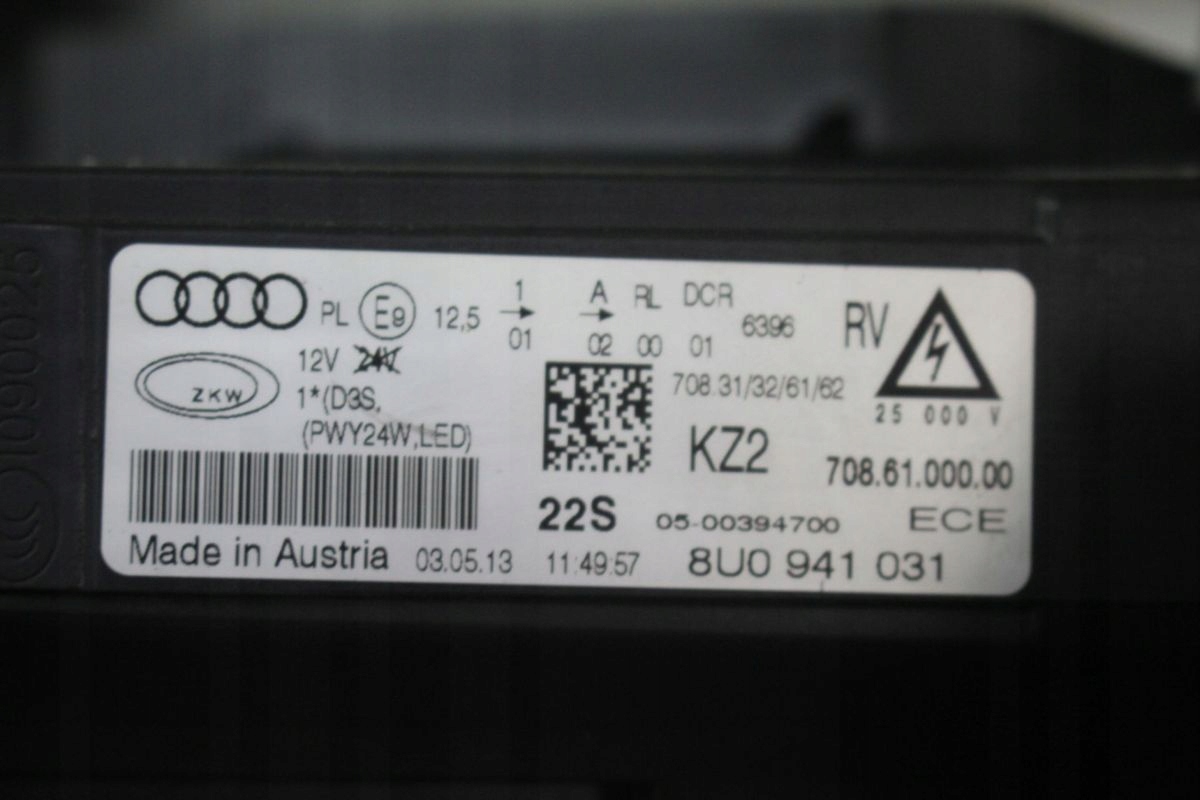 PL E9 12,5 1 → 01 A → 02 RL 00 DCR 01 6396 RV
12V 24V
ZKW
1*(D3S,
(PWY24W,LED)
708.31/32/61/62
25 000 V
KZ2
708.61.000.00
22S 05-00394700 ECE
Made in Austria 03.05.13 11:49:57 8U0 941 031